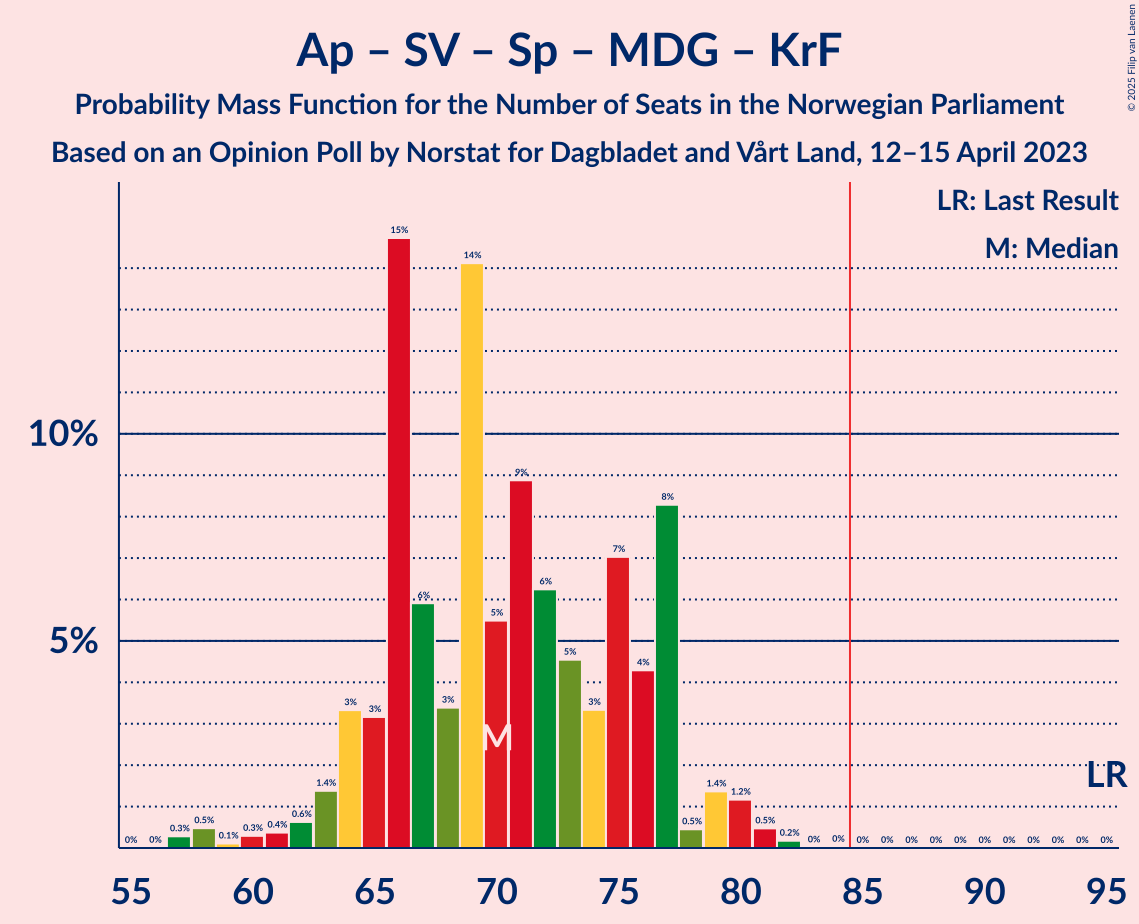 Ap – SV – Sp – MDG – KrF
Probability Mass Function for the Number of Seats in the Norwegian Parliament
Based on an Opinion Poll by Norstat for Dagbladet and Vårt Land, 12–15 April 2023
© 2025 Filip van Laenen
LR: Last Result
M: Median
10%
5%
0% 0% 0.3% 0.5% 0.1% 0.3% 0.4% 0.6% 1.4% 3% 3% 15% 6% 3% 14% 5% 9% 6% 5% 3% 7% 4% 8% 0.5% 1.4% 1.2% 0.5% 0.2% 0% 0% 0% 0% 0% 0% 0% 0% 0% 0% 0% 0% 0%
M
LR
55 60 65 70 75 80 85 90 95